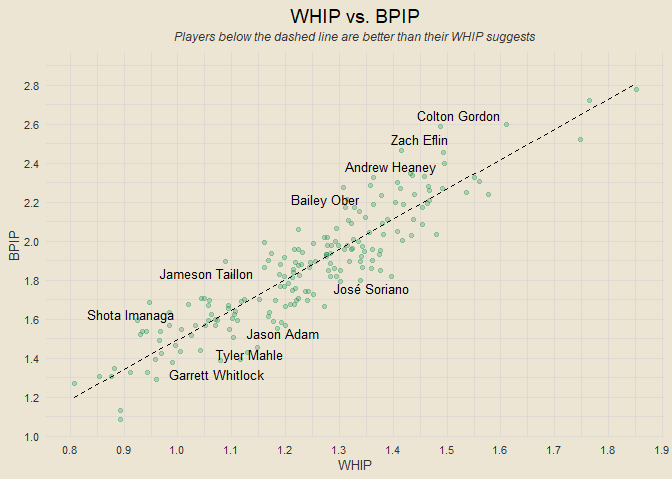 WHIP vs. BPIP
Players below the dashed line are better than their WHIP suggests
2.8
2.6
2.4
2.2
2.0
1.8
1.6
1.4
1.2
1.0
BPIP
Colton Gordon
Zach Eflin
Andrew Heaney
Bailey Ober
Jameson Taillon
José Soriano
Shota Imanaga
Jason Adam
Tyler Mahle
Garrett Whitlock
0.8 0.9 1.0 1.1 1.2 1.3 1.4 1.5 1.6 1.7 1.8 1.9
WHIP